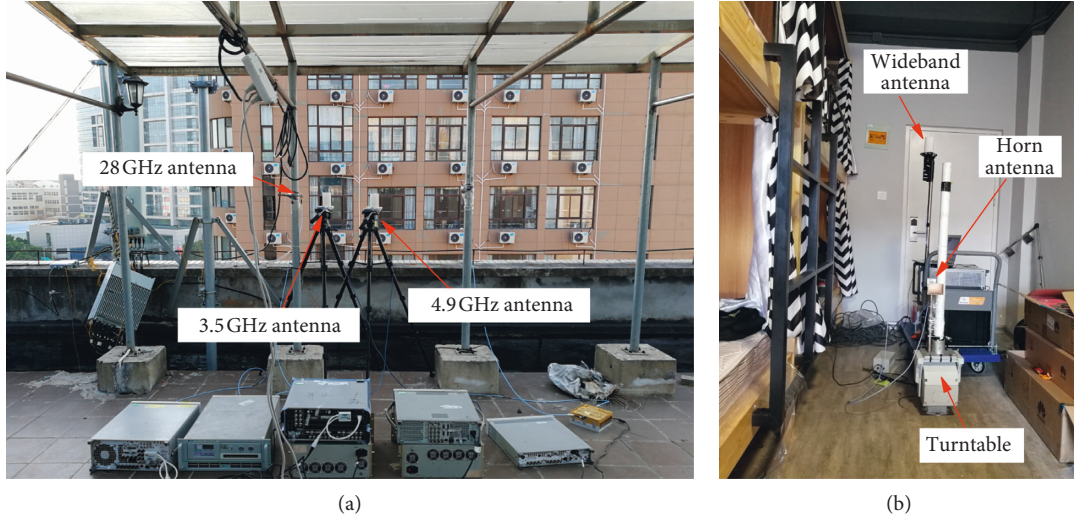 28 GHz antenna
3.5 GHz antenna
4.9 GHz antenna
(a)
Wideband
antenna
Horn
antenna
Turntable
(b)